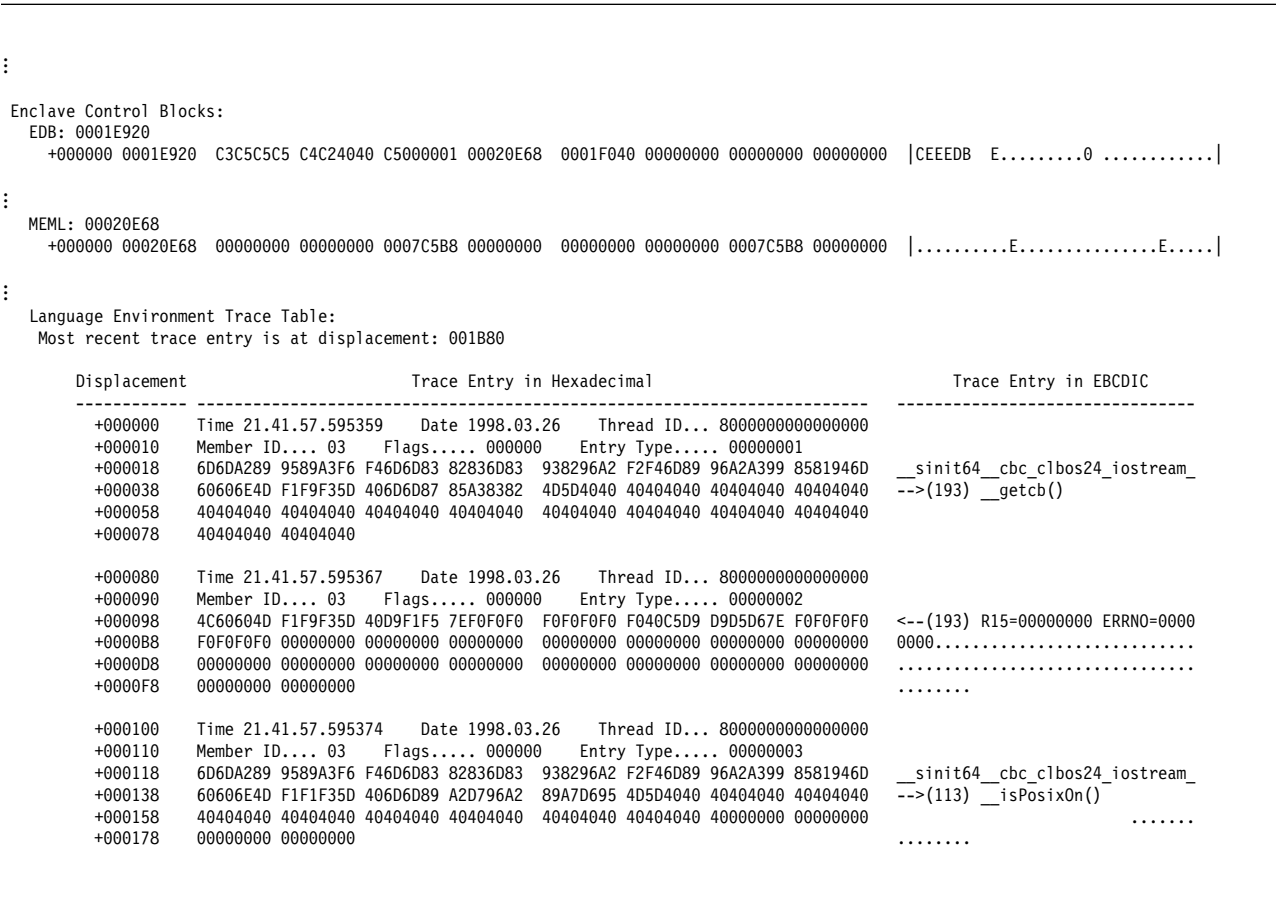 ⋮
Enclave Control Blocks:
EDB: 0001E920
+000000 0001E920 C3C5C5C5 C4C24040 C5000001 00020E68 0001F040 00000000 00000000 00000000 |CEEEDB E.........0 ............|
⋮
MEML: 00020E68
+000000 00020E68 00000000 00000000 0007C5B8 00000000 00000000 00000000 0007C5B8 00000000 |..........E...............E.....|
⋮
Language Environment Trace Table:
Most recent trace entry is at displacement: 001B80
Displacement Trace Entry in Hexadecimal Trace Entry in EBCDIC
------------ ---------------------------------------------------------------------- -------------------------------
+000000 Time 21.41.57.595359 Date 1998.03.26 Thread ID... 8000000000000000
+000010 Member ID.... 03 Flags..... 000000 Entry Type..... 00000001
+000018 6D6DA289 9589A3F6 F46D6D83 82836D83 938296A2 F2F46D89 96A2A399 8581946D __sinit64__cbc_clbos24_iostream_
+000038 60606E4D F1F9F35D 406D6D87 85A38382 4D5D4040 40404040 40404040 40404040 -->(193) __getcb()
+000058 40404040 40404040 40404040 40404040 40404040 40404040 40404040 40404040
+000078 40404040 40404040
+000080 Time 21.41.57.595367 Date 1998.03.26 Thread ID... 8000000000000000
+000090 Member ID.... 03 Flags..... 000000 Entry Type..... 00000002
+000098 4C60604D F1F9F35D 40D9F1F5 7EF0F0F0 F0F0F0F0 F040C5D9 D9D5D67E F0F0F0F0 <--(193) R15=00000000 ERRNO=0000
+0000B8 F0F0F0F0 00000000 00000000 00000000 00000000 00000000 00000000 00000000 0000............................
+0000D8 00000000 00000000 00000000 00000000 00000000 00000000 00000000 00000000 ................................
+0000F8 00000000 00000000 ........
+000100 Time 21.41.57.595374 Date 1998.03.26 Thread ID... 8000000000000000
+000110 Member ID.... 03 Flags..... 000000 Entry Type..... 00000003
+000118 6D6DA289 9589A3F6 F46D6D83 82836D83 938296A2 F2F46D89 96A2A399 8581946D __sinit64__cbc_clbos24_iostream_
+000138 60606E4D F1F1F35D 406D6D89 A2D796A2 89A7D695 4D5D4040 40404040 40404040 -->(113) __isPosixOn()
+000158 40404040 40404040 40404040 40404040 40404040 40404040 40000000 00000000 .......
+000178 00000000 00000000 ........